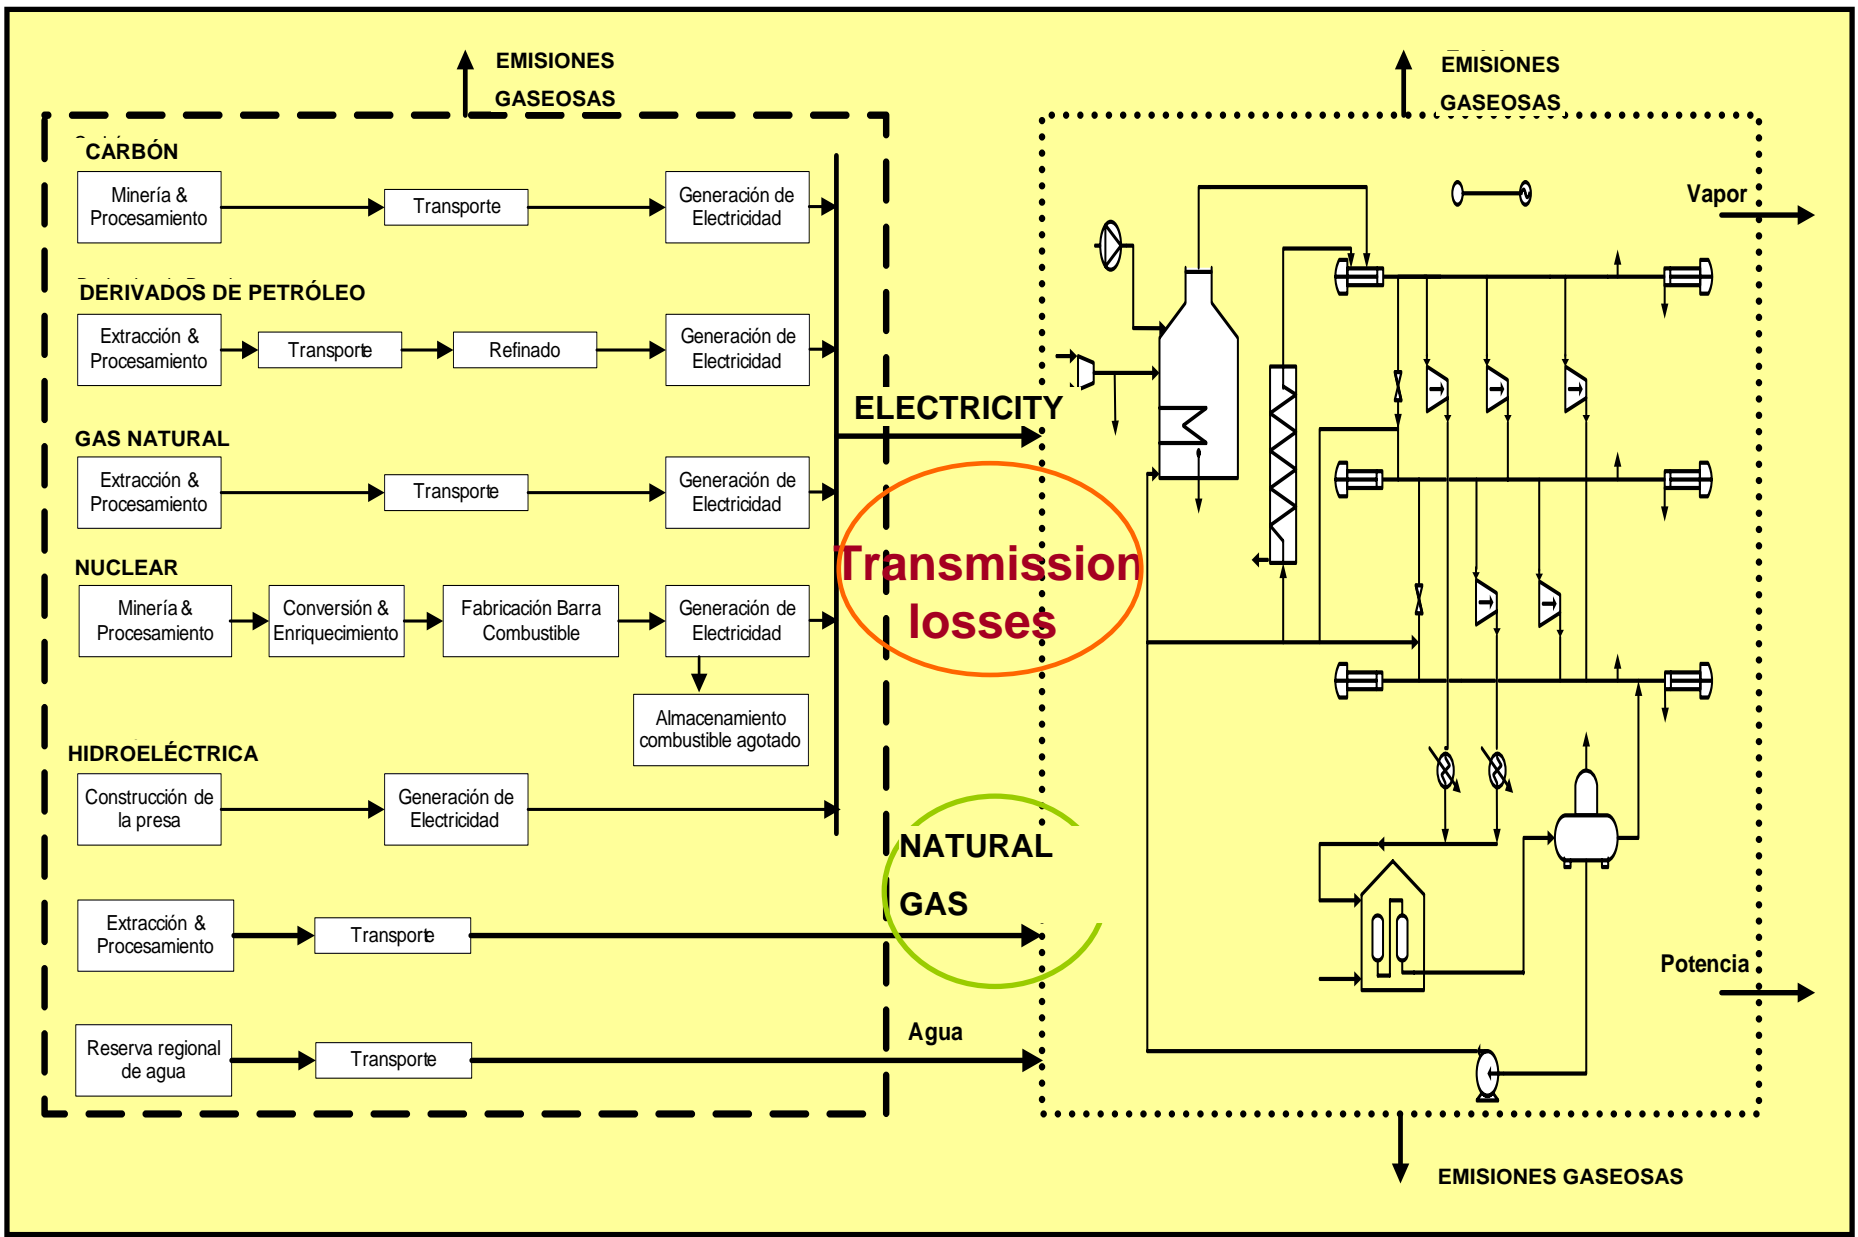 EMISIONES
GASEOSAS
EMISIONES
GASEOSAS
CARBÓN
Minería &
Procesamiento
Transporte
Generación de
Electricidad
Vapor
DERIVADOS DE PETRÓLEO
Extracción &
Procesamiento
Transporte
Refinado
Generación de
Electricidad
ELECTRICITY
GAS NATURAL
Extracción &
Procesamiento
Transporte
Generación de
Electricidad
Transmission
losses
NUCLEAR
Minería &
Procesamiento
Conversión &
Enriquecimiento
Fabricación Barra
Combustible
Generación de
Electricidad
Almacenamiento
combustible agotado
HIDROELÉCTRICA
Construcción de
la presa
Generación de
Electricidad
NATURAL
GAS
Extracción &
Procesamiento
Transporte
Potencia
Reserva regional
de agua
Transporte
Agua
EMISIONES GASEOSAS